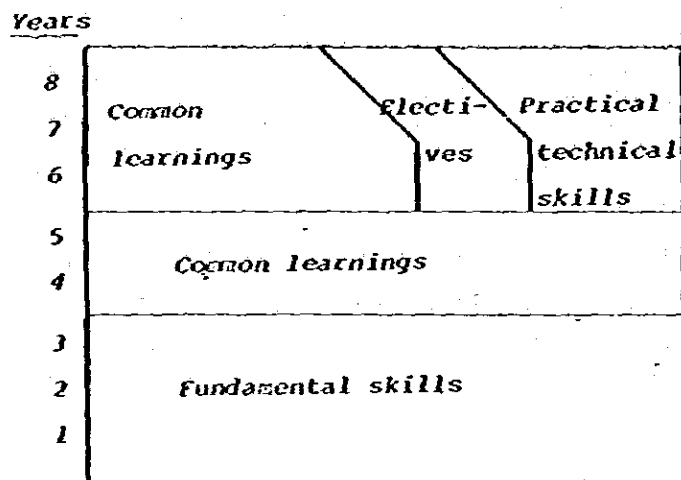 Years
8
Common Electi- Practical
7
learnings ves technical
6
skills
5
Common learnings
4
3
2 Fundamental skills
1